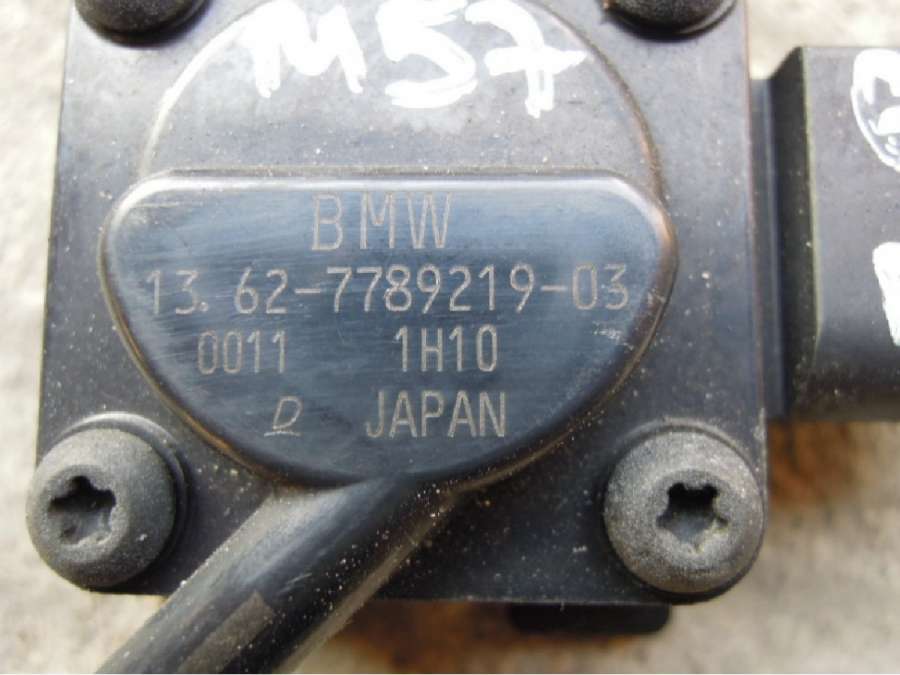 M57
BMW
13. 62-7789219-03
0011 1H10
D JAPAN